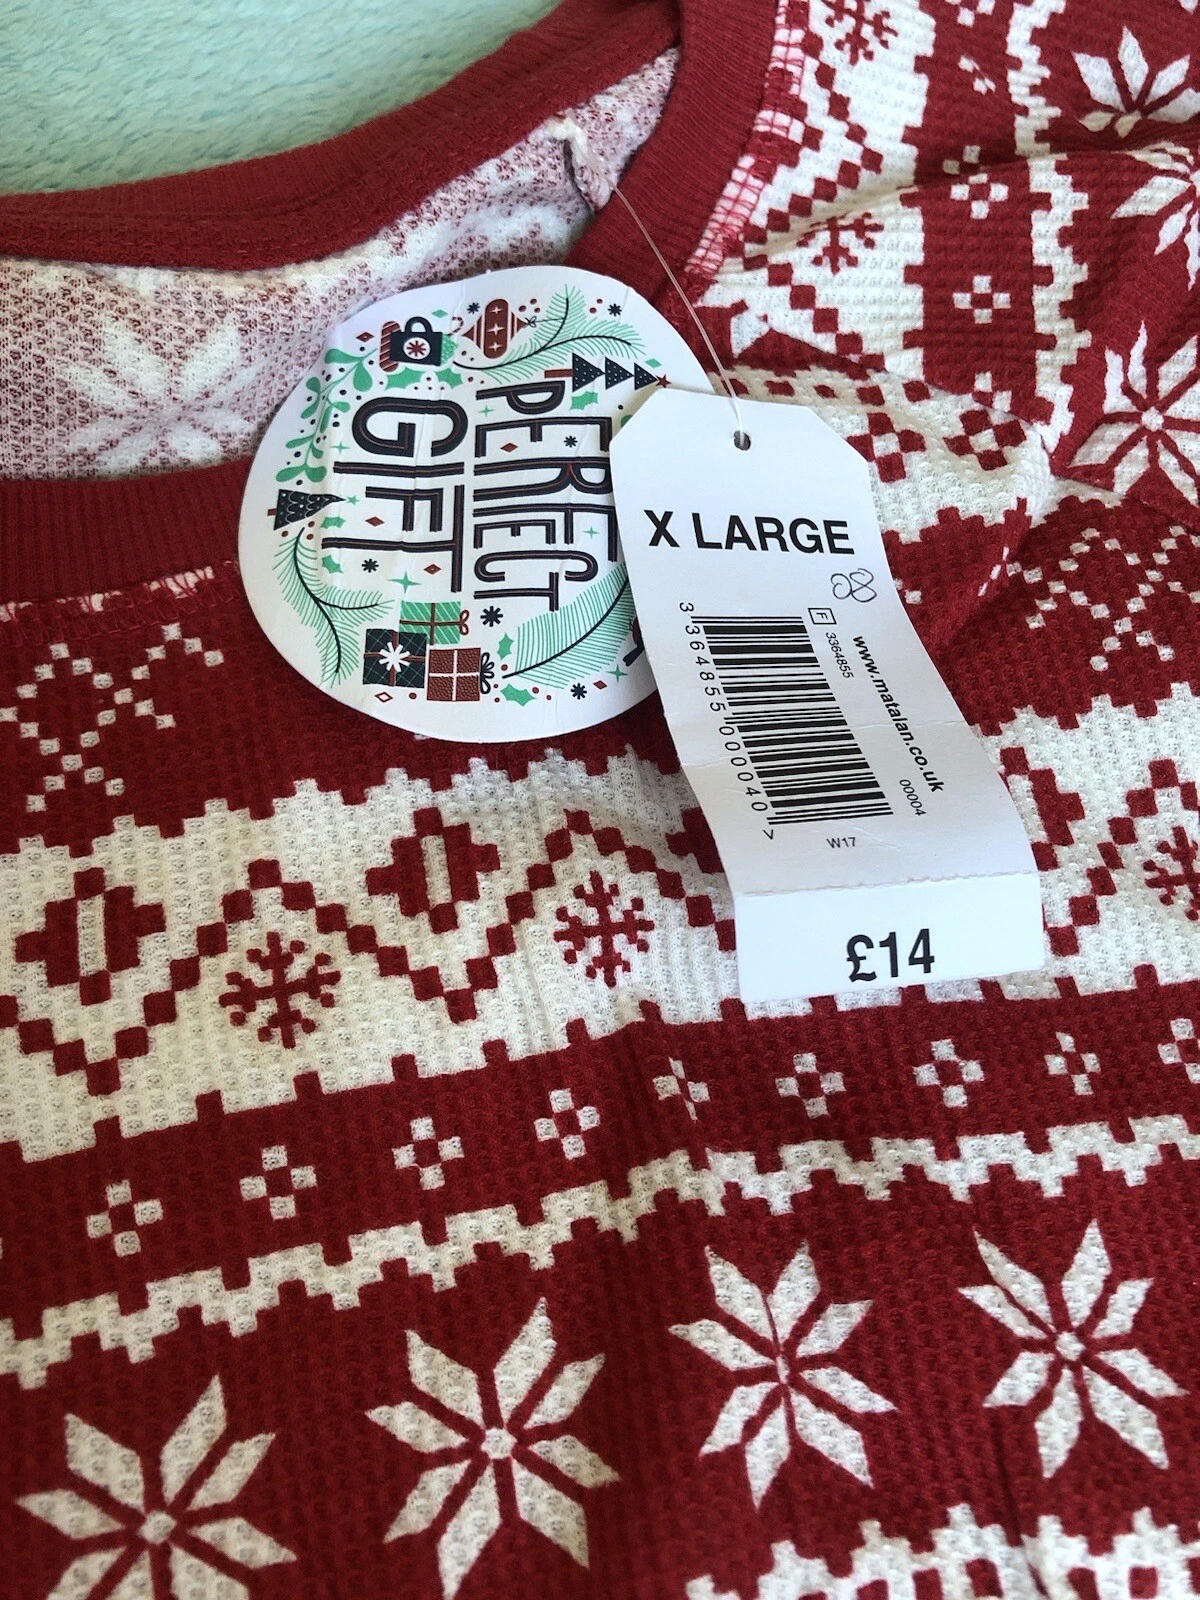 PERFECT
GIFT
X LARGE
3 364855 000040 >
F 3364855
www.matalan.co.uk
00004
W17
£14